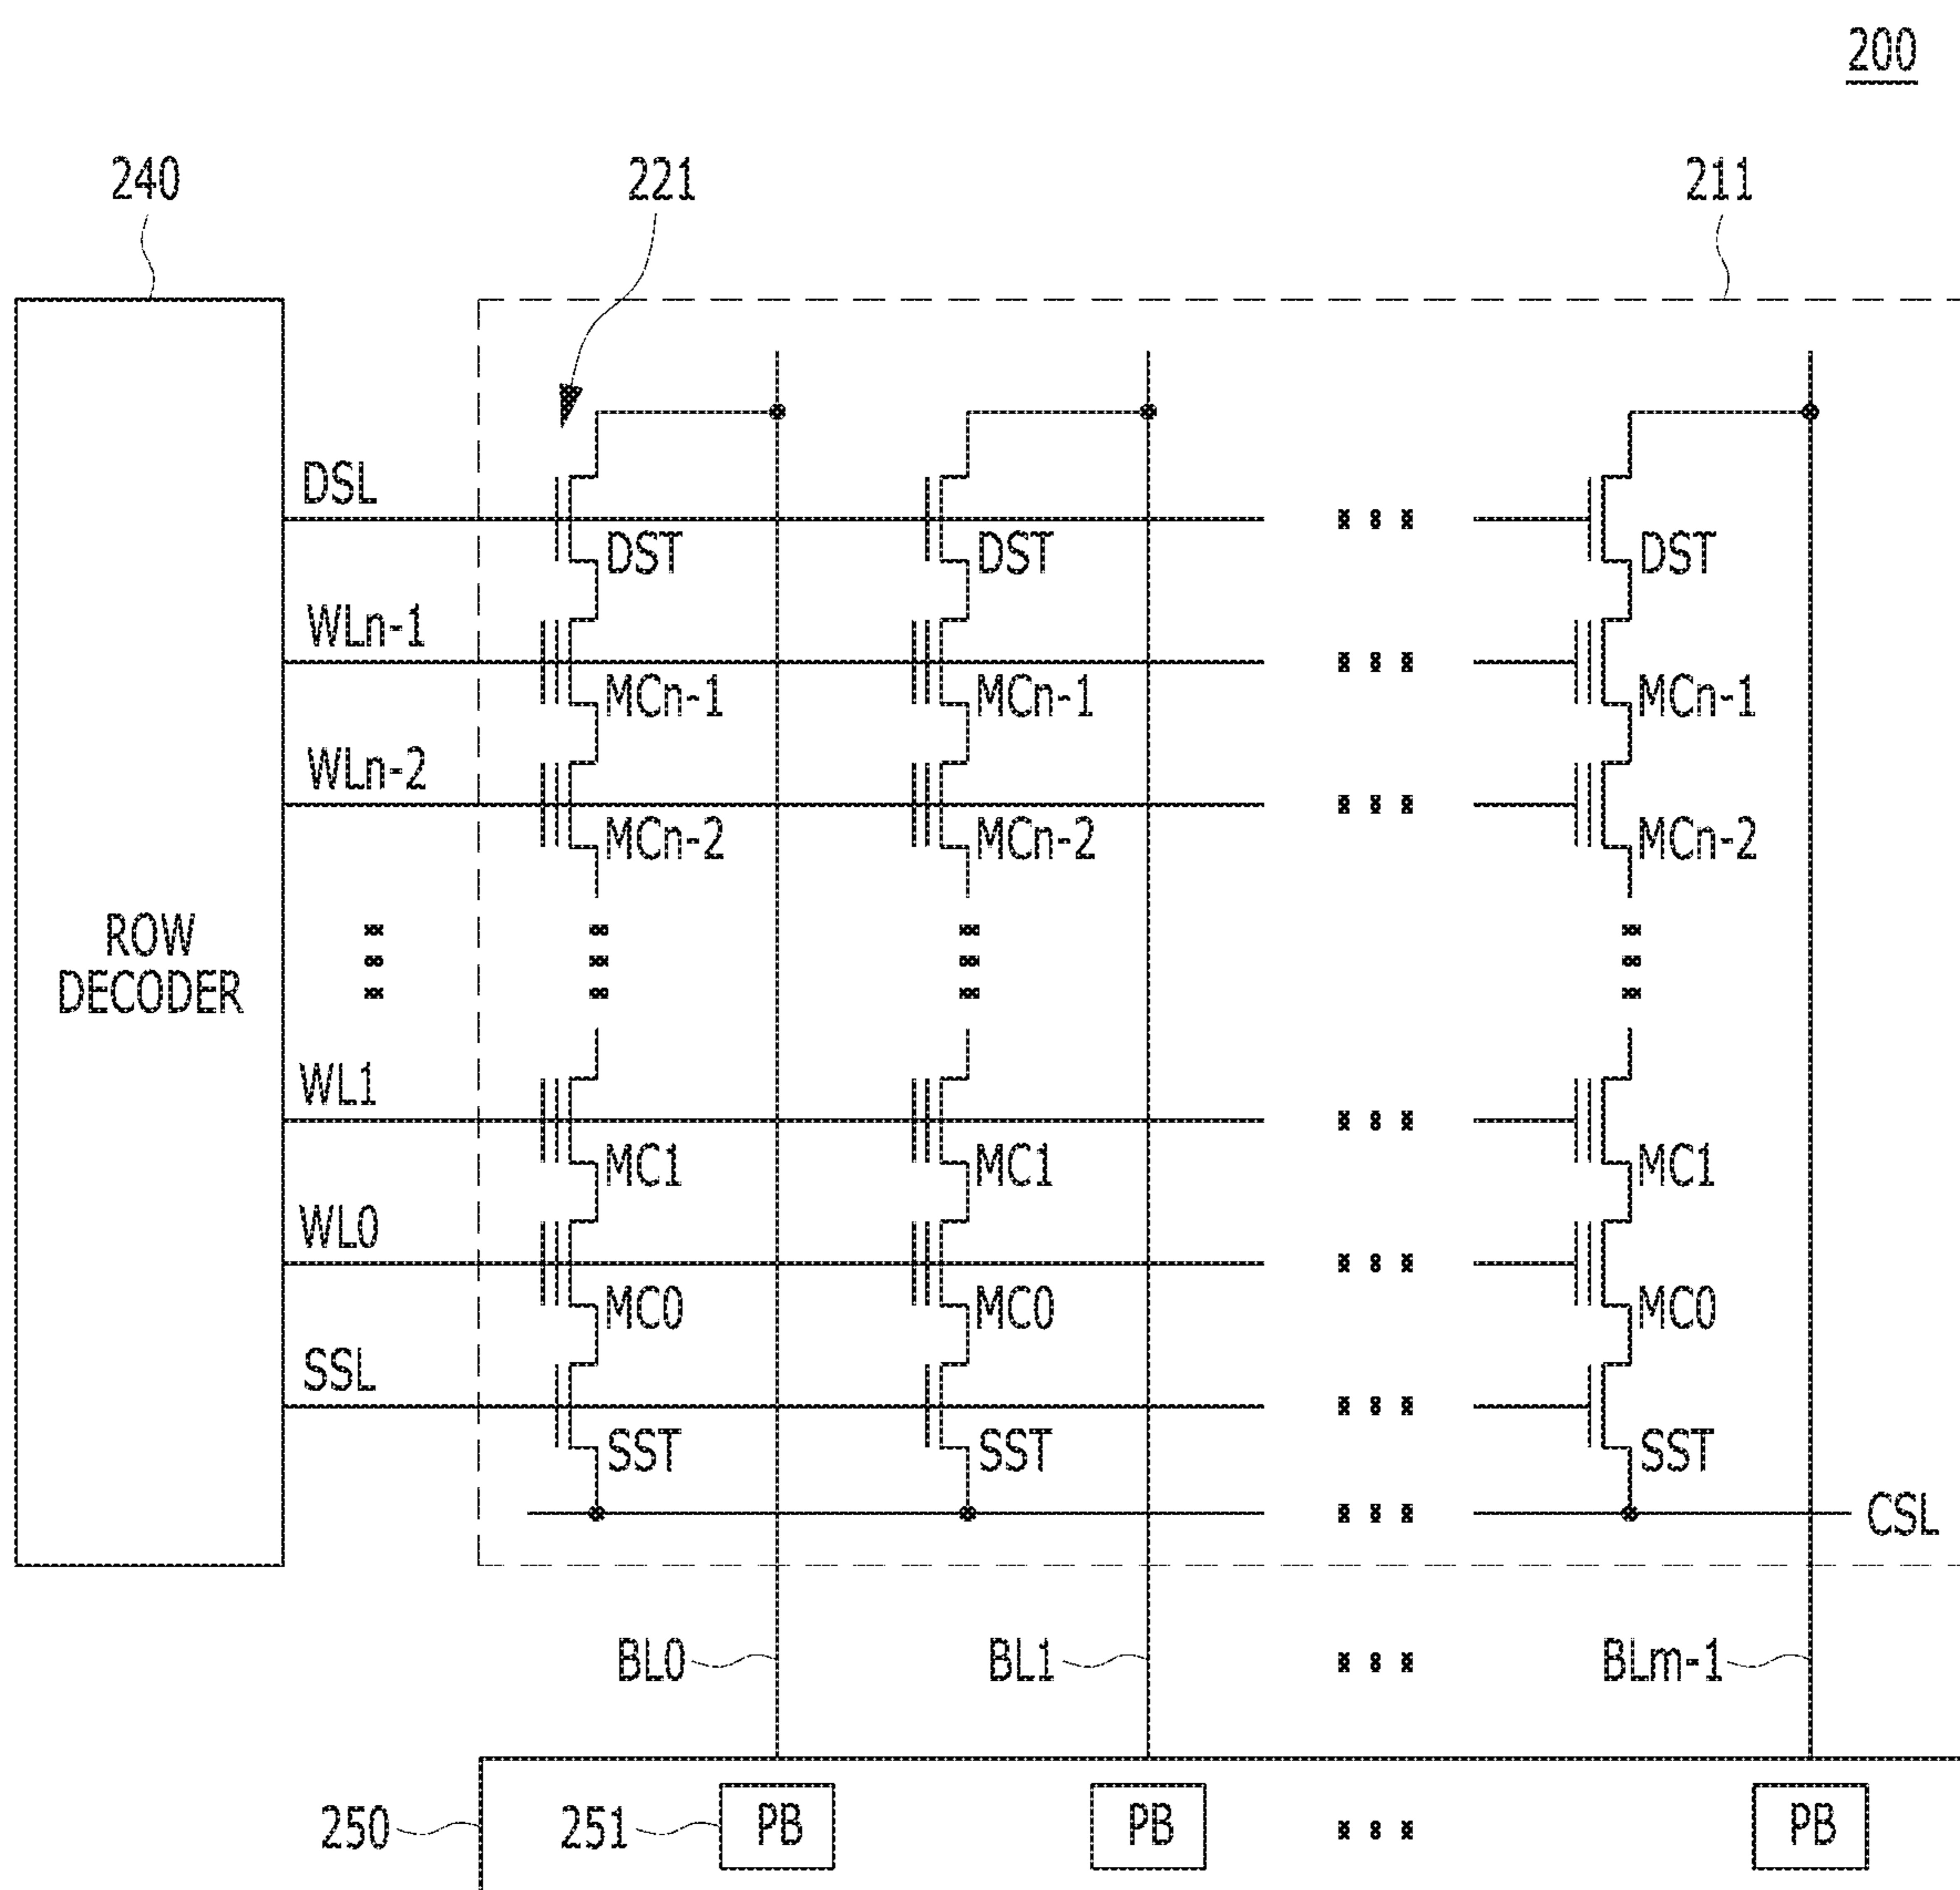 200
240
221
211
DSL
DST DST DST
WLn-1
MCn-1 MCn-1 MCn-1
WLn-2
MCn-2 MCn-2 MCn-2
ROW
DECODER
WL1
MC1 MC1 MC1
WL0
MC0 MC0 MC0
SSL
SST SST SST
CSL
BL0 BL1 BLm-1
250 251 PB PB PB